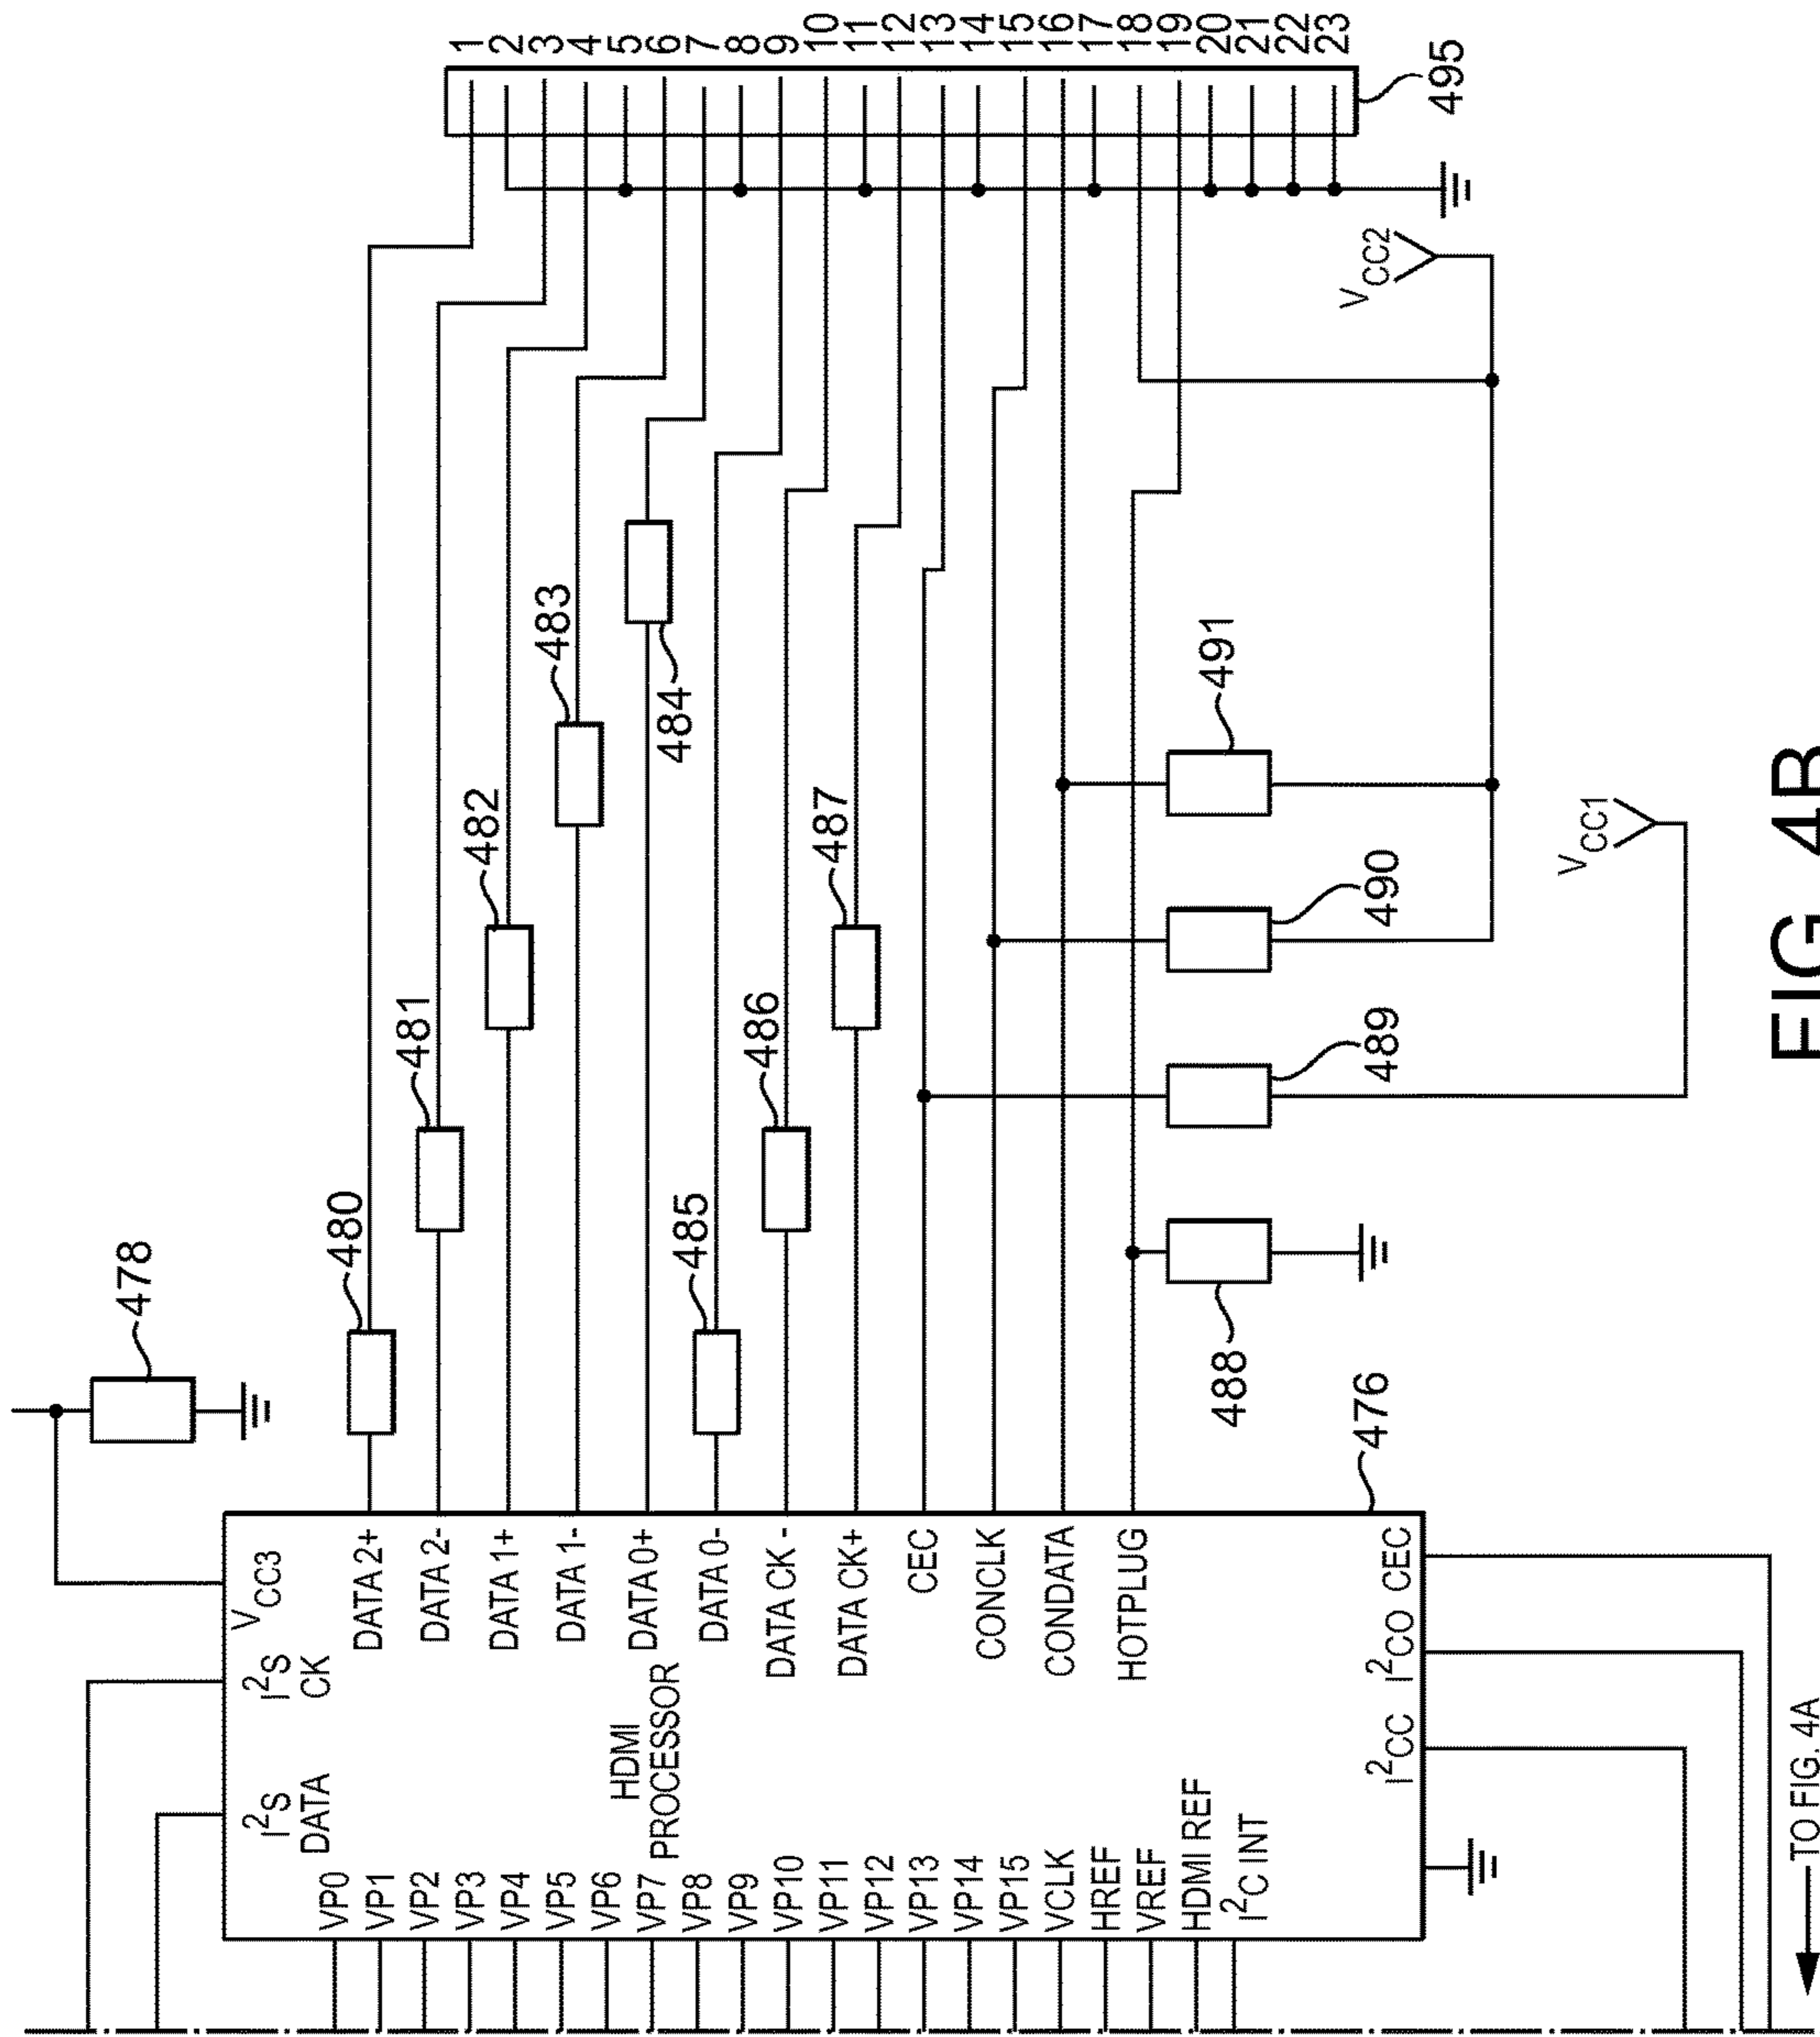 478
480
481
482
483
484
485
486
487
488
489
490
491
495
476
1
2
3
4
5
6
7
8
9
10
11
12
13
14
15
16
17
18
19
20
21
22
23
VCC3
I²S CK
I²S DATA
DATA 2+
DATA 2-
DATA 1+
DATA 1-
DATA 0+
DATA 0-
DATA CK -
DATA CK+
CEC
CONCLK
CONDATA
HOTPLUG
HDMI
PROCESSOR
VP0
VP1
VP2
VP3
VP4
VP5
VP6
VP7
VP8
VP9
VP10
VP11
VP12
VP13
VP14
VP15
VCLK
HREF
VREF
HDMI REF
I²C INT
I²CC
I²CO
CEC
VCC2
VCC1
TO FIG. 4A
FIG. 4B